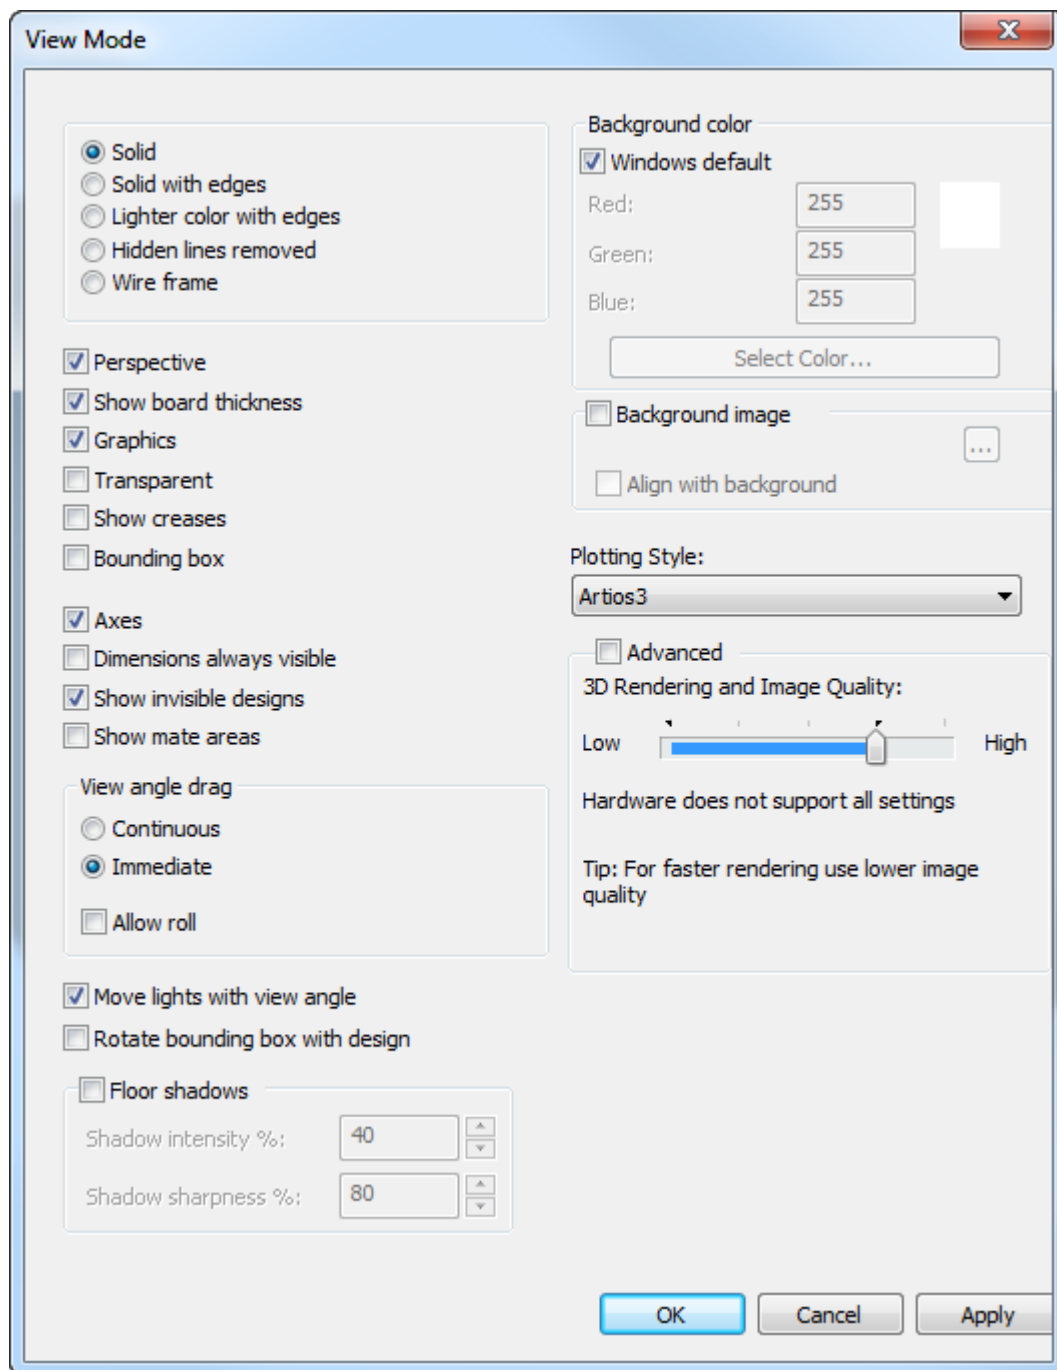 View Mode
Solid
Solid with edges
Lighter color with edges
Hidden lines removed
Wire frame
Perspective
Show board thickness
Graphics
Transparent
Show creases
Bounding box
Axes
Dimensions always visible
Show invisible designs
Show mate areas
View angle drag
Continuous
Immediate
Allow roll
Move lights with view angle
Rotate bounding box with design
Floor shadows
Shadow intensity %: 40
Shadow sharpness %: 80
Background color
Windows default
Red: 255
Green: 255
Blue: 255
Select Color...
Background image
...
Align with background
Plotting Style:
Artios3
Advanced
3D Rendering and Image Quality:
Low High
Hardware does not support all settings
Tip: For faster rendering use lower image
quality
OK Cancel Apply